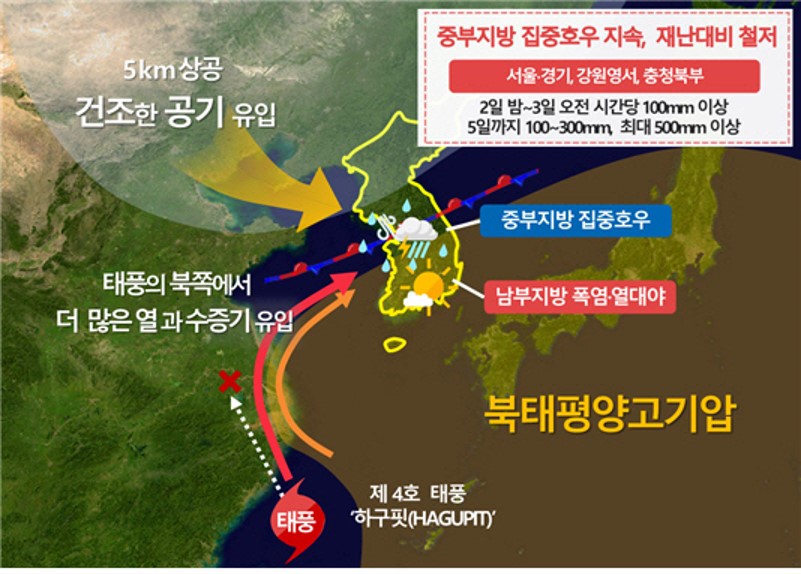 중부지방 집중호우 지속, 재난대비 철저
서울·경기, 강원영서, 충청북부
2일 밤~3일 오전 시간당 100mm 이상
5일까지 100~300mm, 최대 500mm 이상
5km 상공
건조한 공기 유입
중부지방 집중호우
태풍의 북쪽에서
더 많은 열과 수증기 유입
남부지방 폭염·열대야
북태평양고기압
제 4호 태풍
'하구핏(HAGUPIT)'
태풍